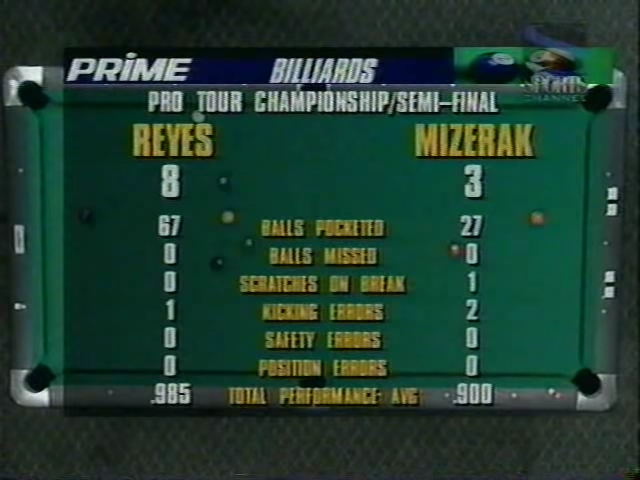 PRiME BILLIARDS
SPORTS
CHANNEL
PRO TOUR CHAMPIONSHIP/SEMI-FINAL
REYES MIZERAK
8 3
67 BALLS POCKETED 27
0 BALLS MISSED 0
0 SCRATCHES ON BREAK 1
1 KICKING ERRORS 2
0 SAFETY ERRORS 0
0 POSITION ERRORS 0
.985 TOTAL PERFORMANCE AVG .900